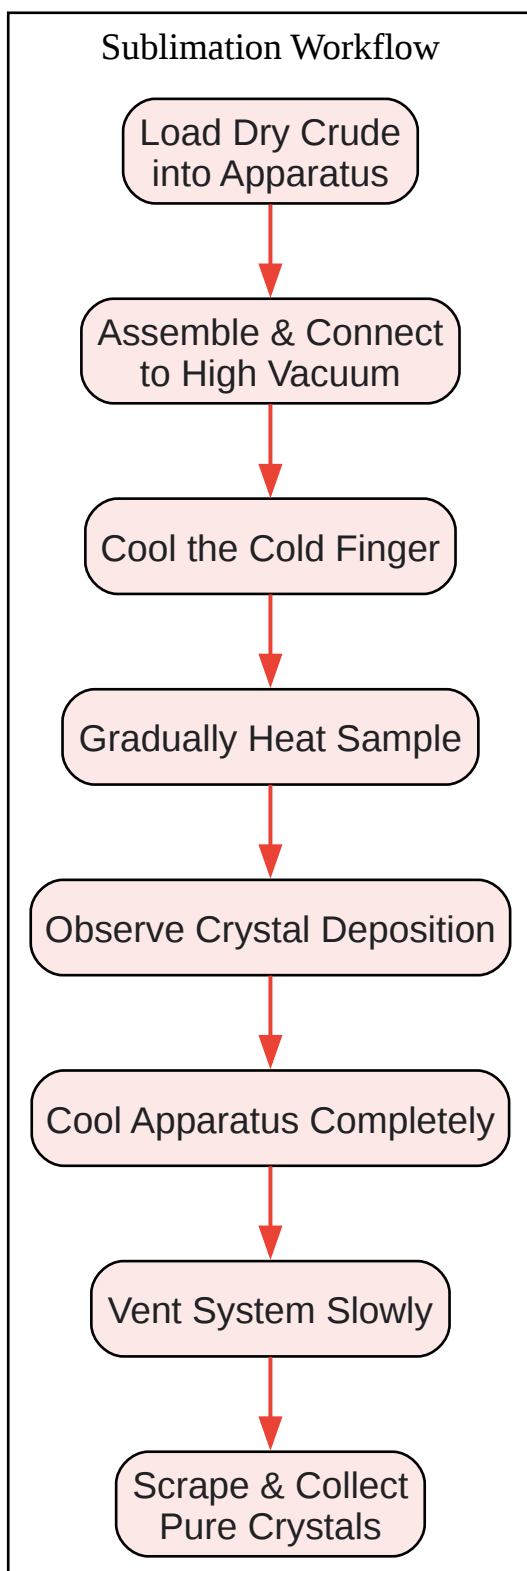 Sublimation Workflow
Load Dry Crude
into Apparatus
Assemble & Connect
to High Vacuum
Cool the Cold Finger
Gradually Heat Sample
Observe Crystal Deposition
Cool Apparatus Completely
Vent System Slowly
Scrape & Collect
Pure Crystals